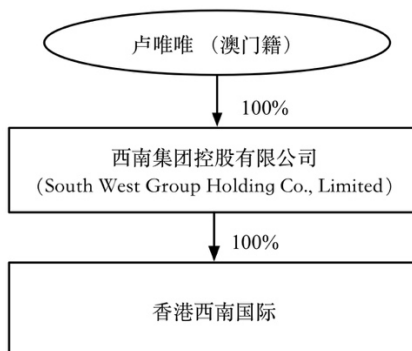 卢唯唯 （澳门籍）
100%
西南集团控股有限公司
（South West Group Holding Co., Limited）
100%
香港西南国际